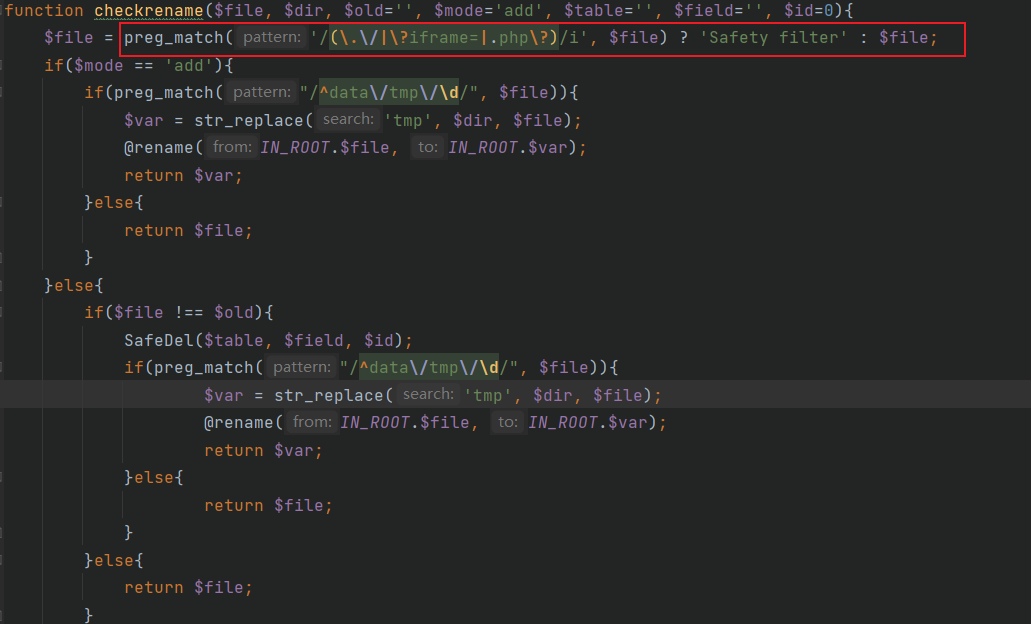 function checkrename($file, $dir, $old='', $mode='add', $table='', $field='', $id=0){
$file = preg_match( pattern: '/(\.\/|\?iframe=|.php\?)/i', $file) ? 'Safety filter' : $file;
if($mode == 'add'){
if(preg_match( pattern: "/^data\/tmp\/\d/", $file)){
$var = str_replace( search: 'tmp', $dir, $file);
@rename( from: IN_ROOT.$file, to: IN_ROOT.$var);
return $var;
}else{
return $file;
}
}else{
if($file !== $old){
SafeDel($table, $field, $id);
if(preg_match( pattern: "/^data\/tmp\/\d/", $file)){
$var = str_replace( search: 'tmp', $dir, $file);
@rename( from: IN_ROOT.$file, to: IN_ROOT.$var);
return $var;
}else{
return $file;
}
}else{
return $file;
}